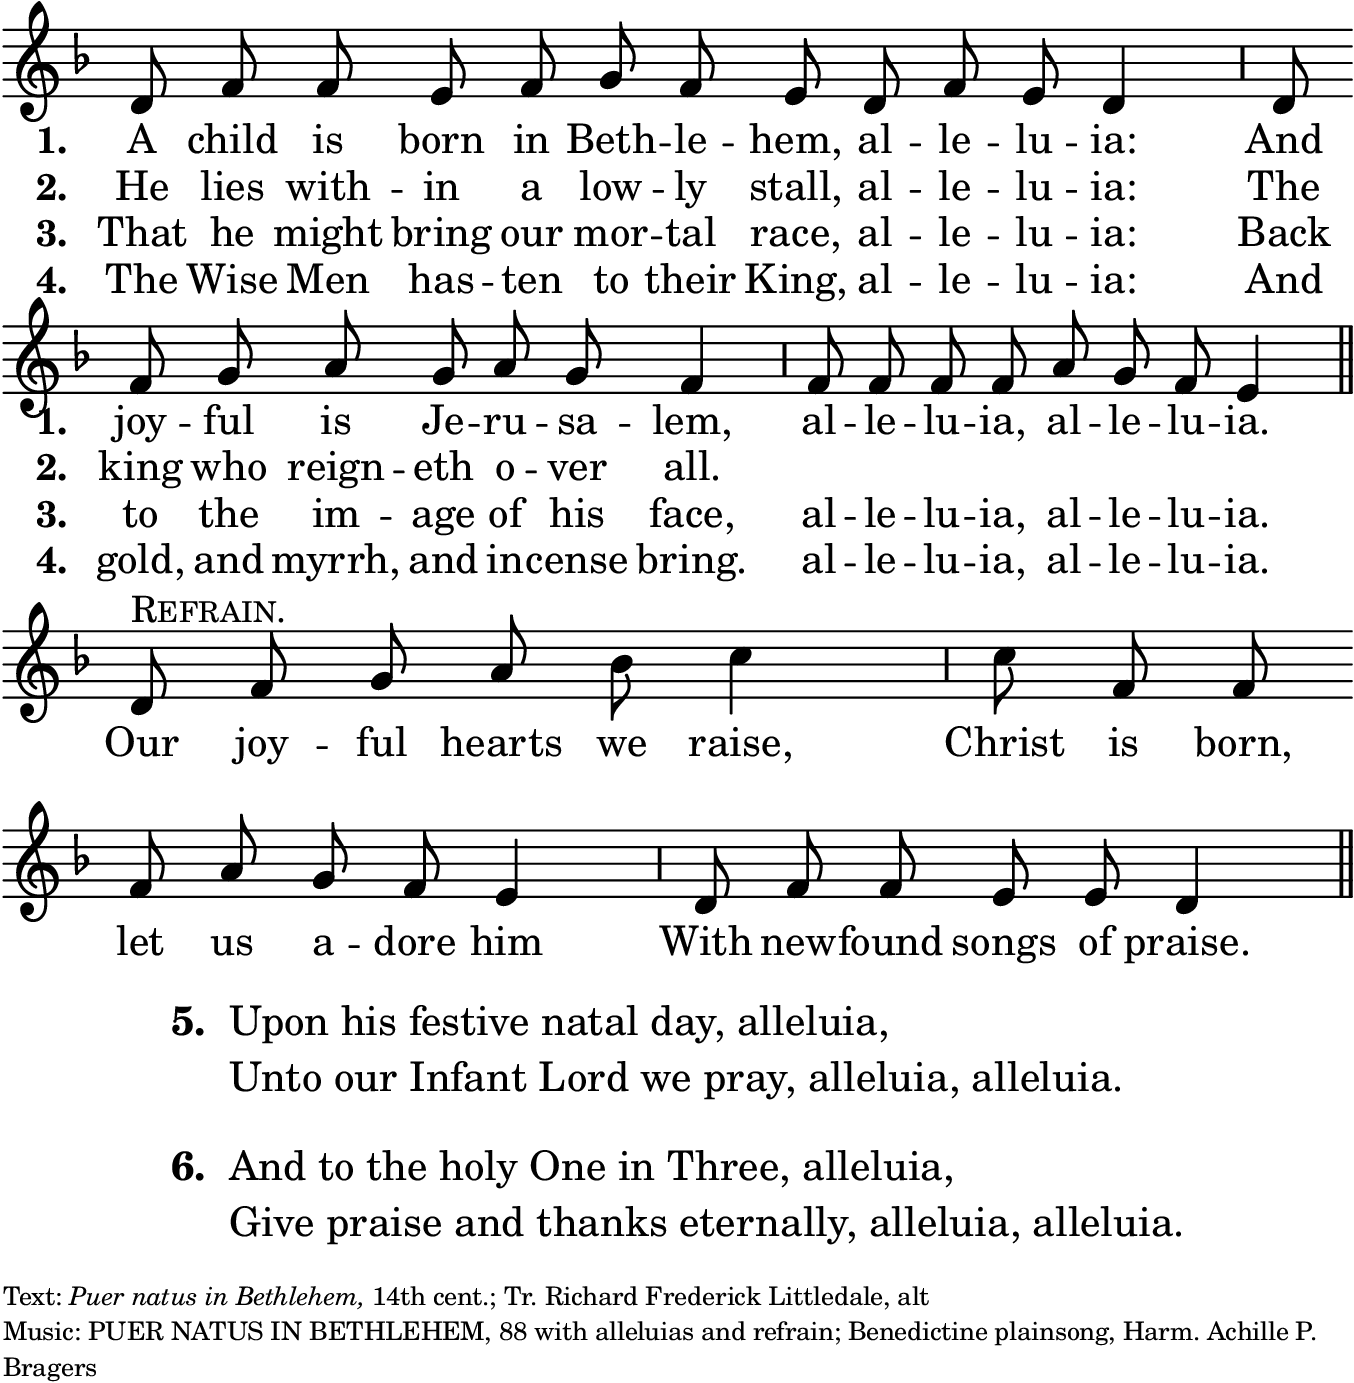 1. A child is born in Beth -- le -- hem, al -- le -- lu -- ia: And
2. He lies with -- in a low -- ly stall, al -- le -- lu -- ia: The
3. That he might bring our mor -- tal race, al -- le -- lu -- ia: Back
4. The Wise Men has -- ten to their King, al -- le -- lu -- ia: And
1. joy -- ful is Je -- ru -- sa -- lem, al -- le -- lu -- ia, al -- le -- lu -- ia.
2. king who reign -- eth o -- ver all.
3. to the im -- age of his face, al -- le -- lu -- ia, al -- le -- lu -- ia.
4. gold, and myrrh, and incense bring. al -- le -- lu -- ia, al -- le -- lu -- ia.
REFRAIN.
Our joy -- ful hearts we raise, Christ is born,
let us a -- dore him With newfound songs of praise.
5. Upon his festive natal day, alleluia,
Unto our Infant Lord we pray, alleluia, alleluia.
6. And to the holy One in Three, alleluia,
Give praise and thanks eternally, alleluia, alleluia.
Text: Puer natus in Bethlehem, 14th cent.; Tr. Richard Frederick Littledale, alt
Music: PUER NATUS IN BETHLEHEM, 88 with alleluias and refrain; Benedictine plainsong, Harm. Achille P.
Bragers